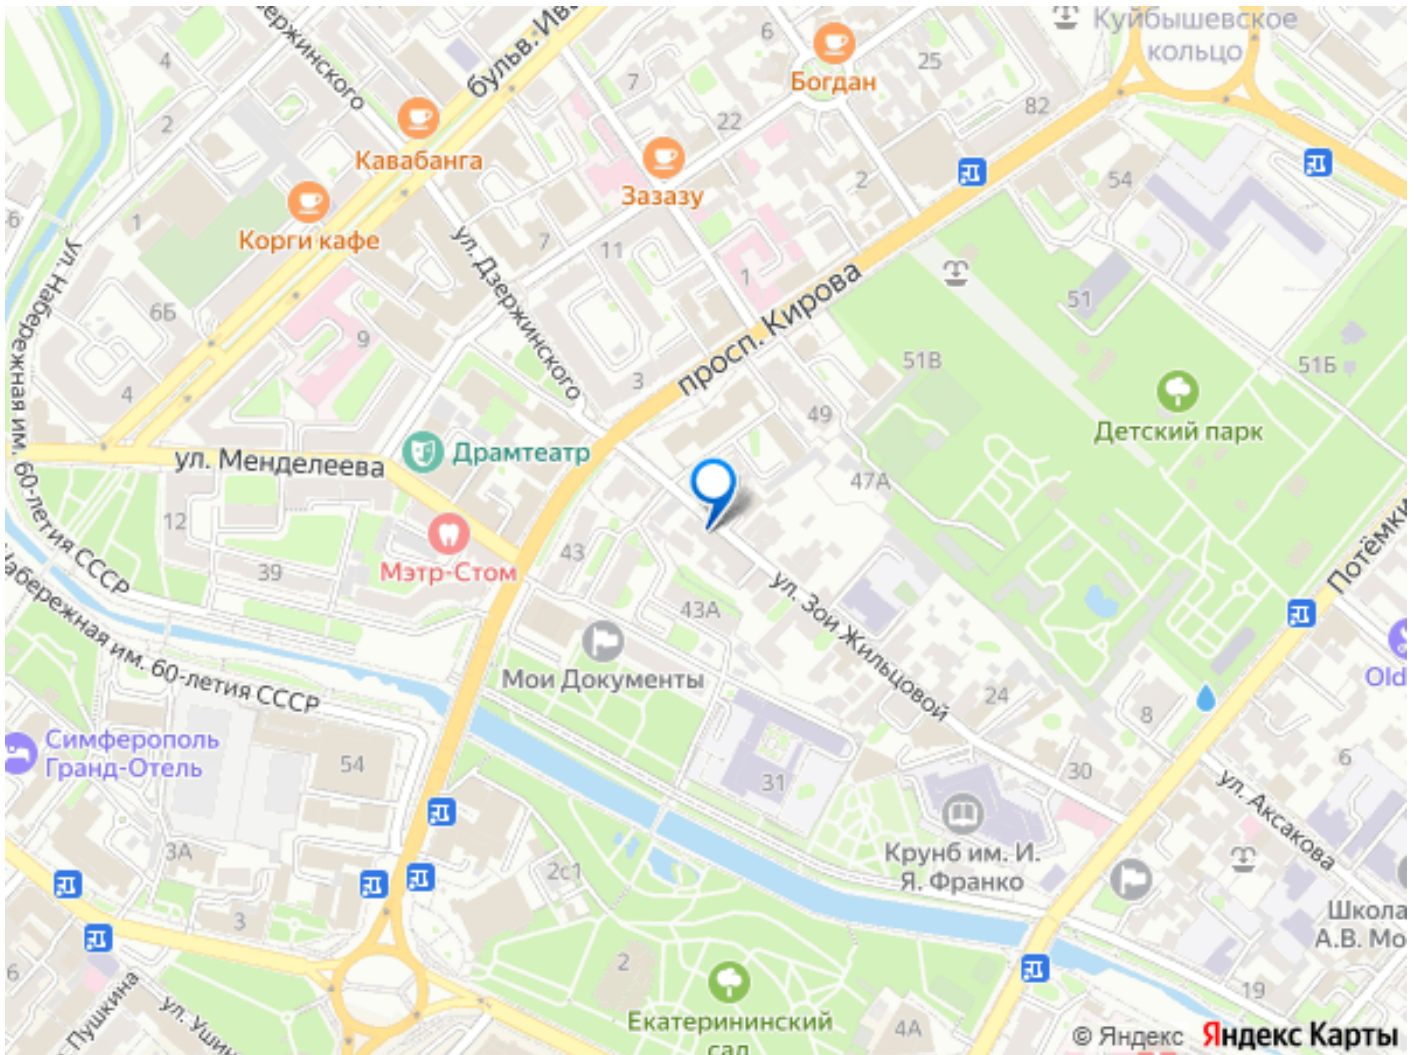 Дзержинского
бульв. Ива
6
Куйбышевское
кольцо
4
7
25
Богдан
2
22
82
Кавабанга
Зазазу
2
54
Корги кафе
1
6
7
11
ул. Дзержинского
ул. Набережная им. 60-летия СССР
1
51
6Б
просп. Кирова
9
51В
51Б
4
3
49
Детский парк
ул. Менделеева
Драмтеатр
47А
12
Потёмки
39
Мэтр-Стом
43
43А
ул. Зои Жильцовой
Набережная им. 60-летия СССР
Мои Документы
24
Old
8
Симферополь
Гранд-Отель
54
31
30
6
ул. Аксакова
3А
2с1
Крунб им. И.
Я. Франко
3
Школа
А.В. Мо
6
2
19
Пушкина
ул. Ушин
Екатерининский
сад
4А
© Яндекс Яндекс Карты